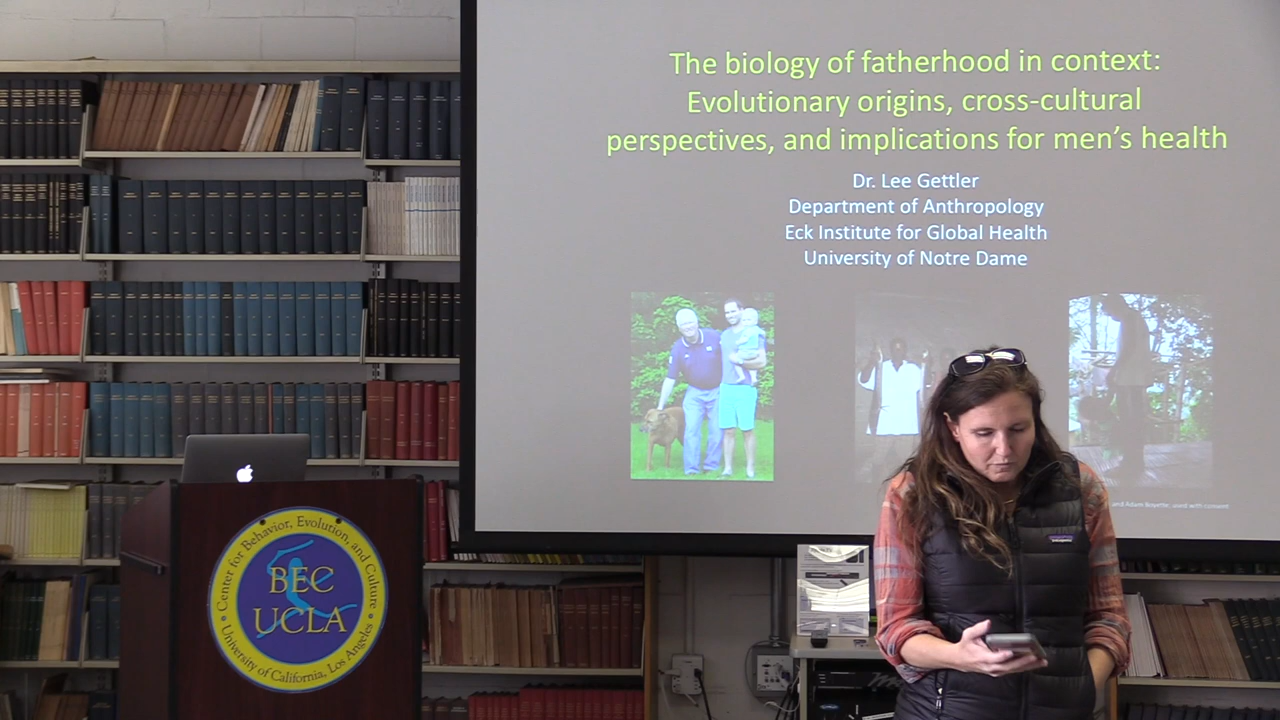 The biology of fatherhood in context:
Evolutionary origins, cross-cultural
perspectives, and implications for men's health
Dr. Lee Gettler
Department of Anthropology
Eck Institute for Global Health
University of Notre Dame
and Adam Boyette, used with consent
Center for Behavior, Evolution, and Culture
BEC
UCLA
University of California, Los Angeles
patagonia